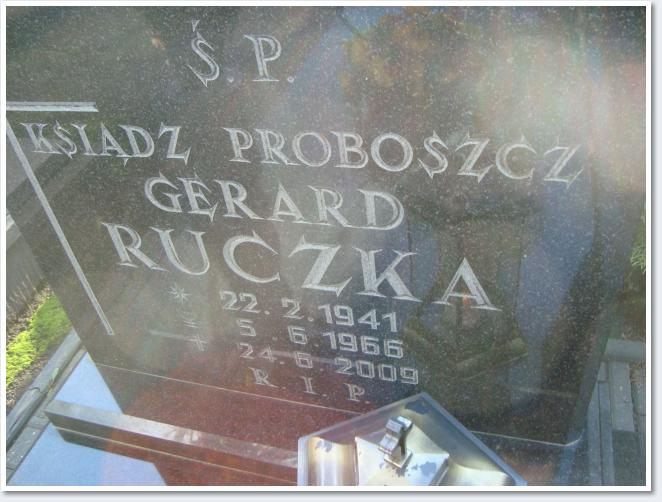 Ś. P.
KSIĄDZ PROBOSZCZ
GERARD
RUCZKA
22. 2. 1941
5. 6. 1966
24. 6. 2009
R. I. P.